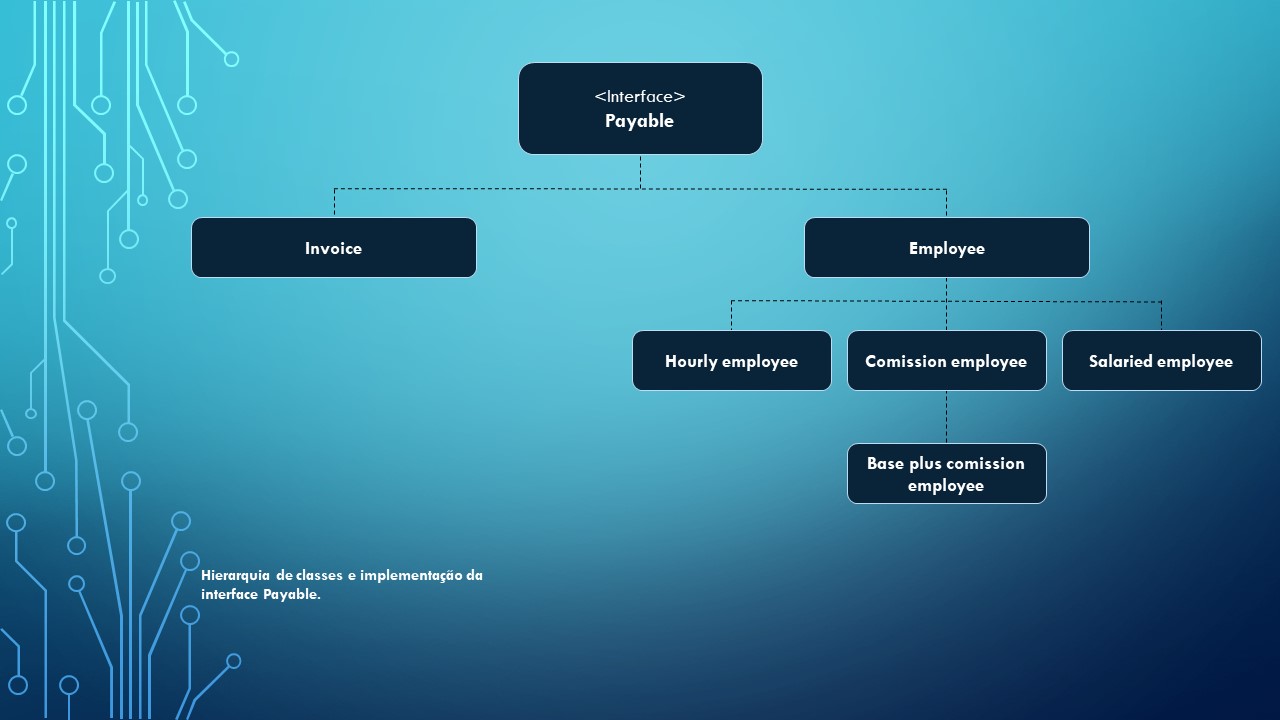 <Interface>
Payable
Invoice
Employee
Hourly employee
Comission employee
Salaried employee
Base plus comission
employee
Hierarquia de classes e implementação da
interface Payable.